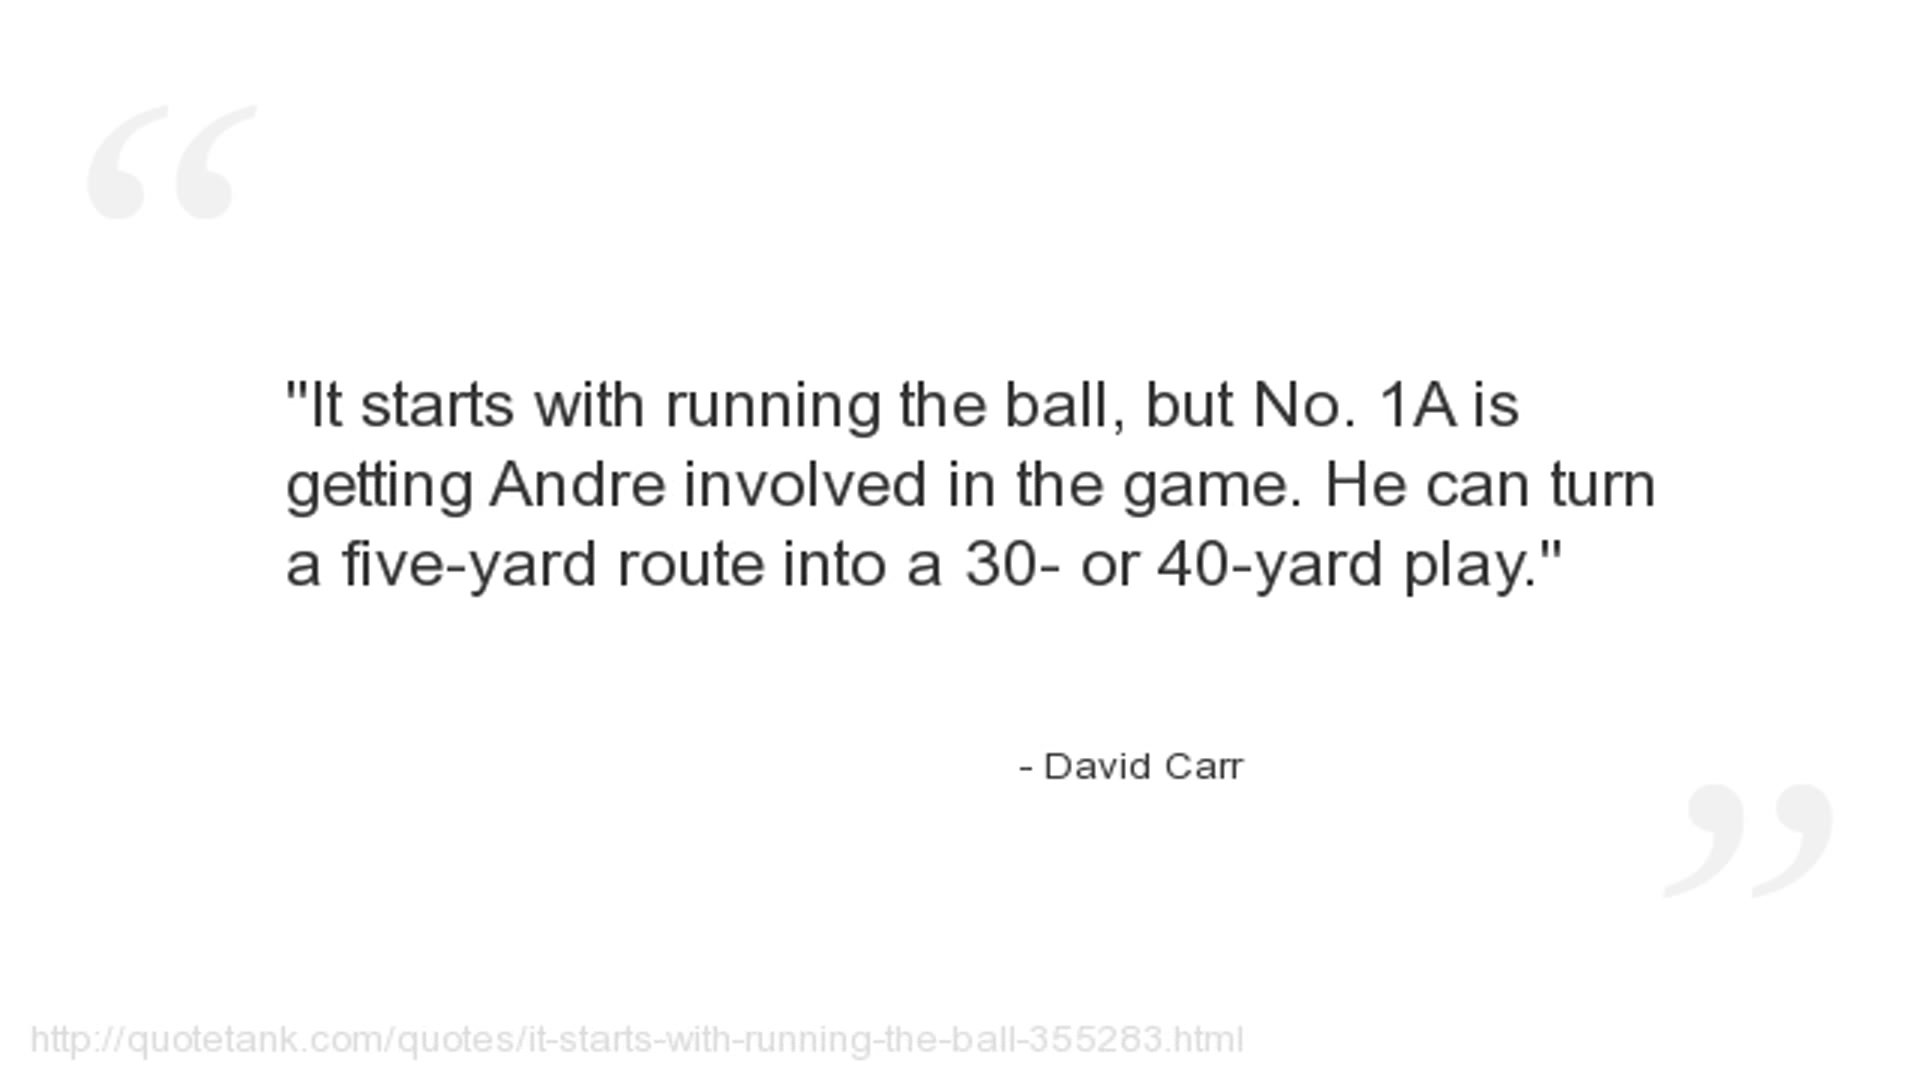 "It starts with running the ball, but No. 1A is
getting Andre involved in the game. He can turn
a five-yard route into a 30- or 40-yard play."
- David Carr
http://quotetank.com/quotes/it-starts-with-running-the-ball-355283.html